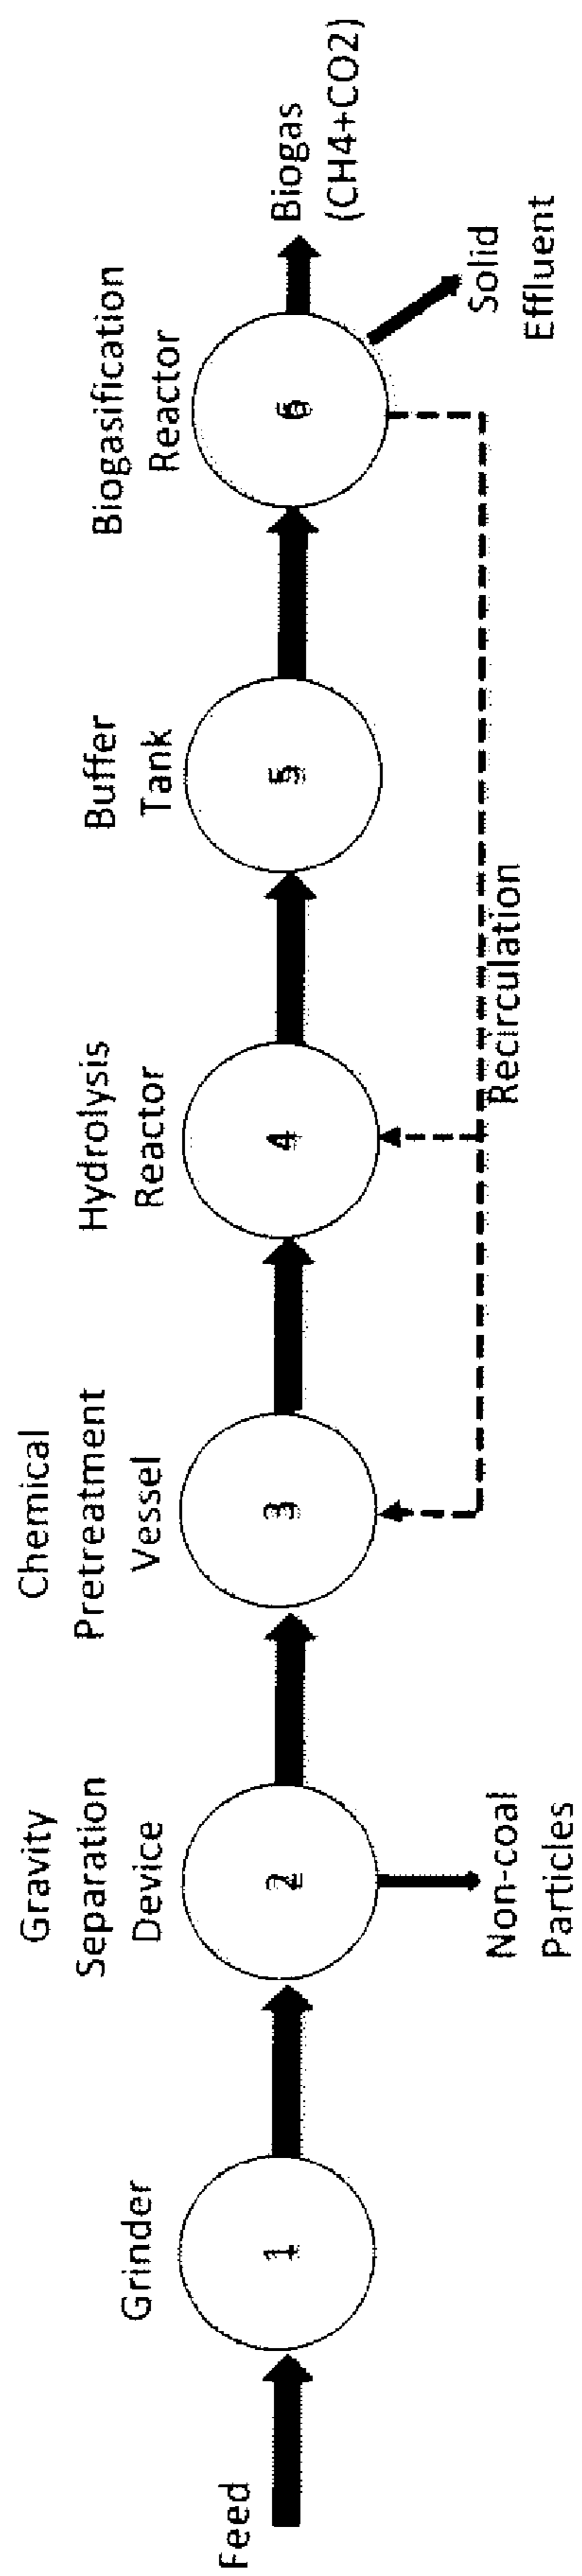 Feed
Grinder
1
Gravity
Separation
Device
2
Non-coal
Particles
Chemical
Pretreatment
Vessel
3
Hydrolysis
Reactor
4
Recirculation
Buffer
Tank
5
Biogasification
Reactor
6
Biogas
(CH4+CO2)
Solid
Effluent